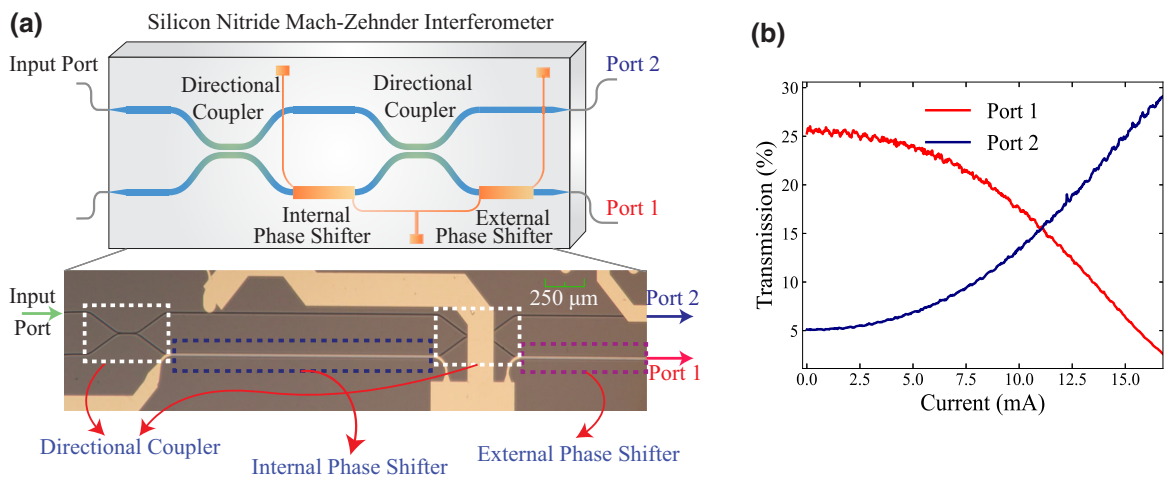 (a)
Silicon Nitride Mach-Zehnder Interferometer
Input Port
Port 2
Directional
Coupler
Directional
Coupler
Internal
Phase Shifter
External
Phase Shifter
Port 1
250 μm
Input
Port
Port 2
Port 1
Directional Coupler
Internal Phase Shifter
External Phase Shifter
(b)
Transmission (%)
30
25
20
15
10
5
Port 1
Port 2
0.0 2.5 5.0 7.5 10.0 12.5 15.0
Current (mA)